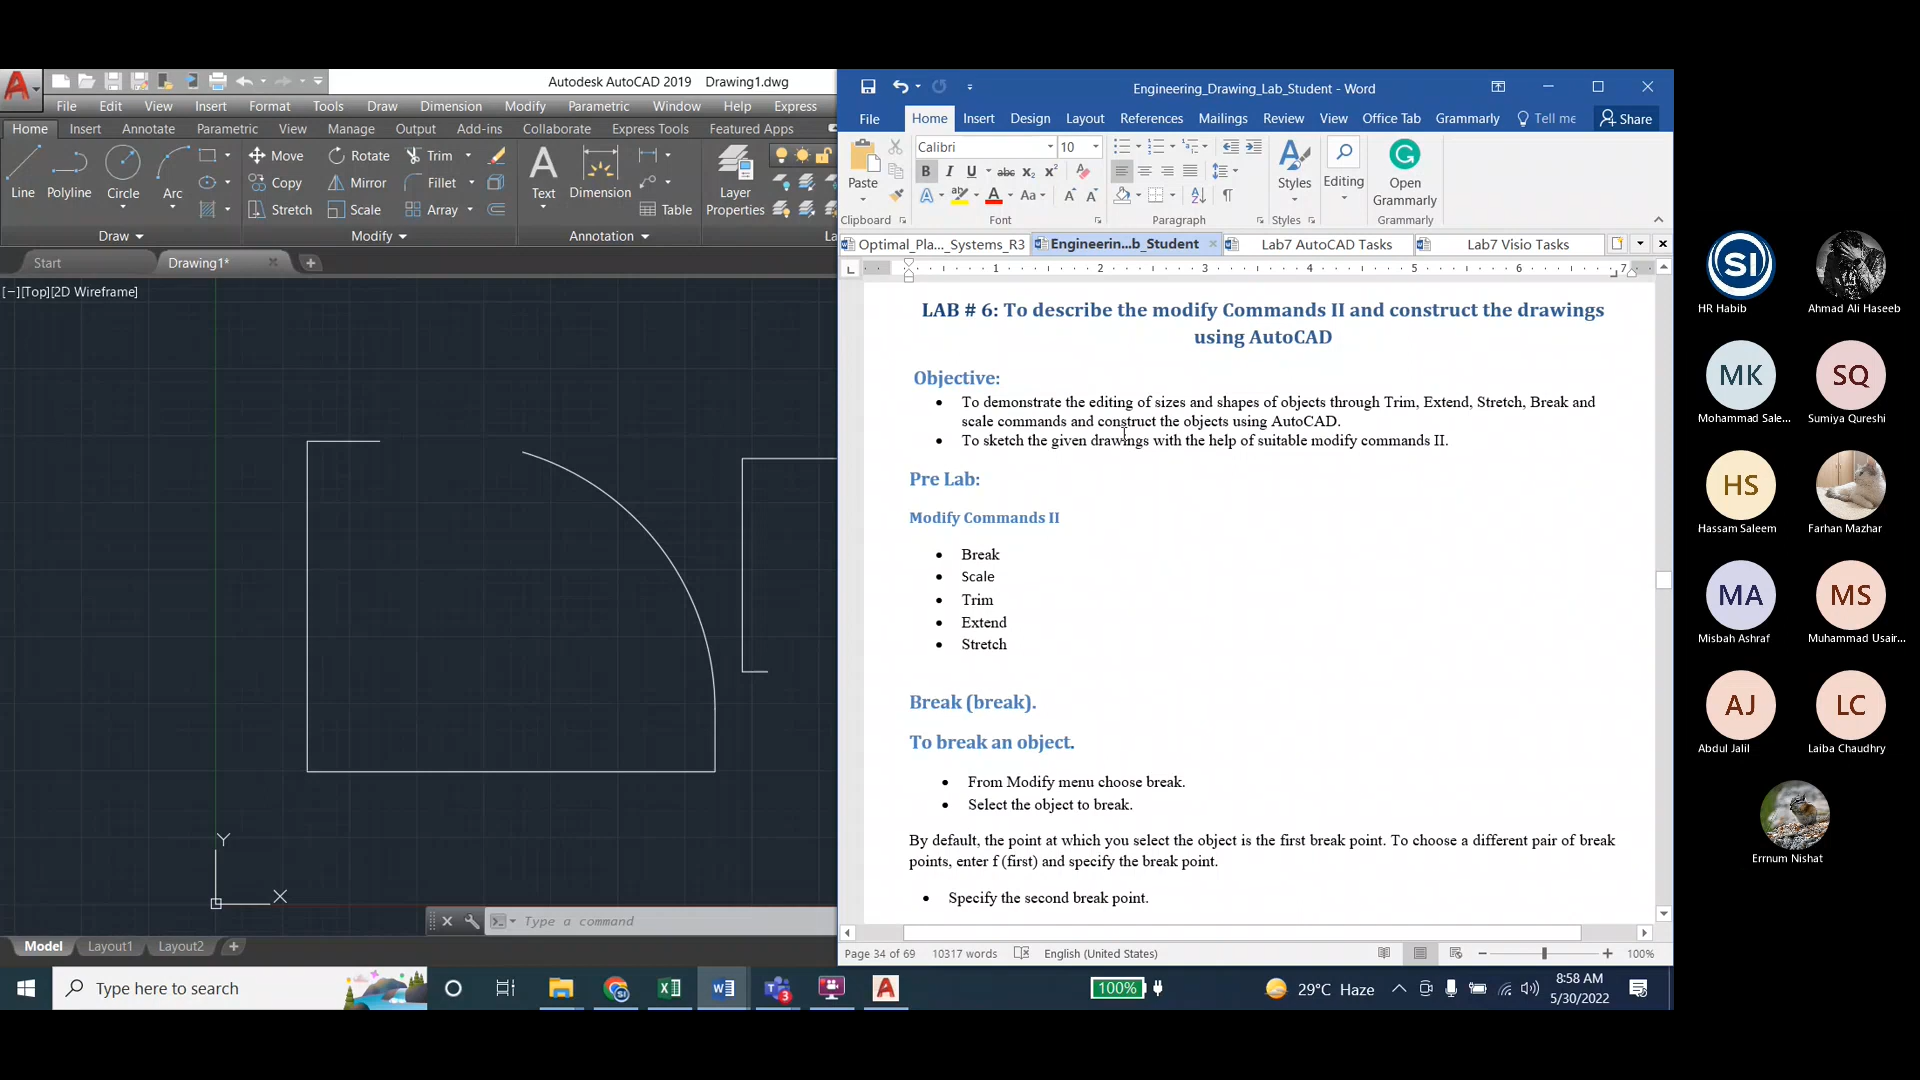 Autodesk AutoCAD 2019 Drawing1.dwg
File Edit View Insert Format Tools Draw Dimension Modify Parametric Window Help Express
Home Insert Annotate Parametric View Manage Output Add-ins Collaborate Express Tools Featured Apps
Line Polyline Circle Arc
Move Rotate Trim
Copy Mirror Fillet
Stretch Scale Array
Text Dimension Table
Layer Properties
Draw Modify Annotation
Start Drawing1*
[−][Top][2D Wireframe]
Y
X
Type a command
Model Layout1 Layout2
Engineering_Drawing_Lab_Student - Word
File Home Insert Design Layout References Mailings Review View Office Tab Grammarly Tell me Share
Calibri 10
Paste
Styles Editing Open Grammarly
Clipboard Font Paragraph Styles Grammarly
Optimal_Pla..._Systems_R3 Engineerin...b_Student Lab7 AutoCAD Tasks Lab7 Visio Tasks
1 2 3 4 5 6 7
LAB # 6: To describe the modify Commands II and construct the drawings
using AutoCAD
Objective:
• To demonstrate the editing of sizes and shapes of objects through Trim, Extend, Stretch, Break and
scale commands and construct the objects using AutoCAD.
• To sketch the given drawings with the help of suitable modify commands II.
Pre Lab:
Modify Commands II
• Break
• Scale
• Trim
• Extend
• Stretch
Break (break).
To break an object.
• From Modify menu choose break.
• Select the object to break.
By default, the point at which you select the object is the first break point. To choose a different pair of break
points, enter f (first) and specify the break point.
• Specify the second break point.
Page 34 of 69 10317 words English (United States) 100%
Type here to search
100% 29°C Haze
8:58 AM
5/30/2022
SI
HR Habib Ahmad Ali Haseeb
MK SQ
Mohammad Sale... Sumiya Qureshi
HS
Hassam Saleem Farhan Mazhar
MA MS
Misbah Ashraf Muhammad Usair...
AJ LC
Abdul Jalil Laiba Chaudhry
Errnum Nishat